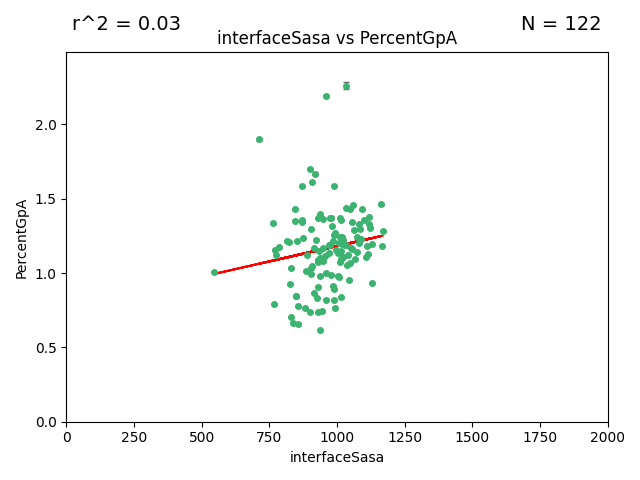 r^2 = 0.03
N = 122
interfaceSasa vs PercentGpA
PercentGpA
2.0
1.5
1.0
0.5
0.0
0 250 500 750 1000 1250 1500 1750 2000
interfaceSasa